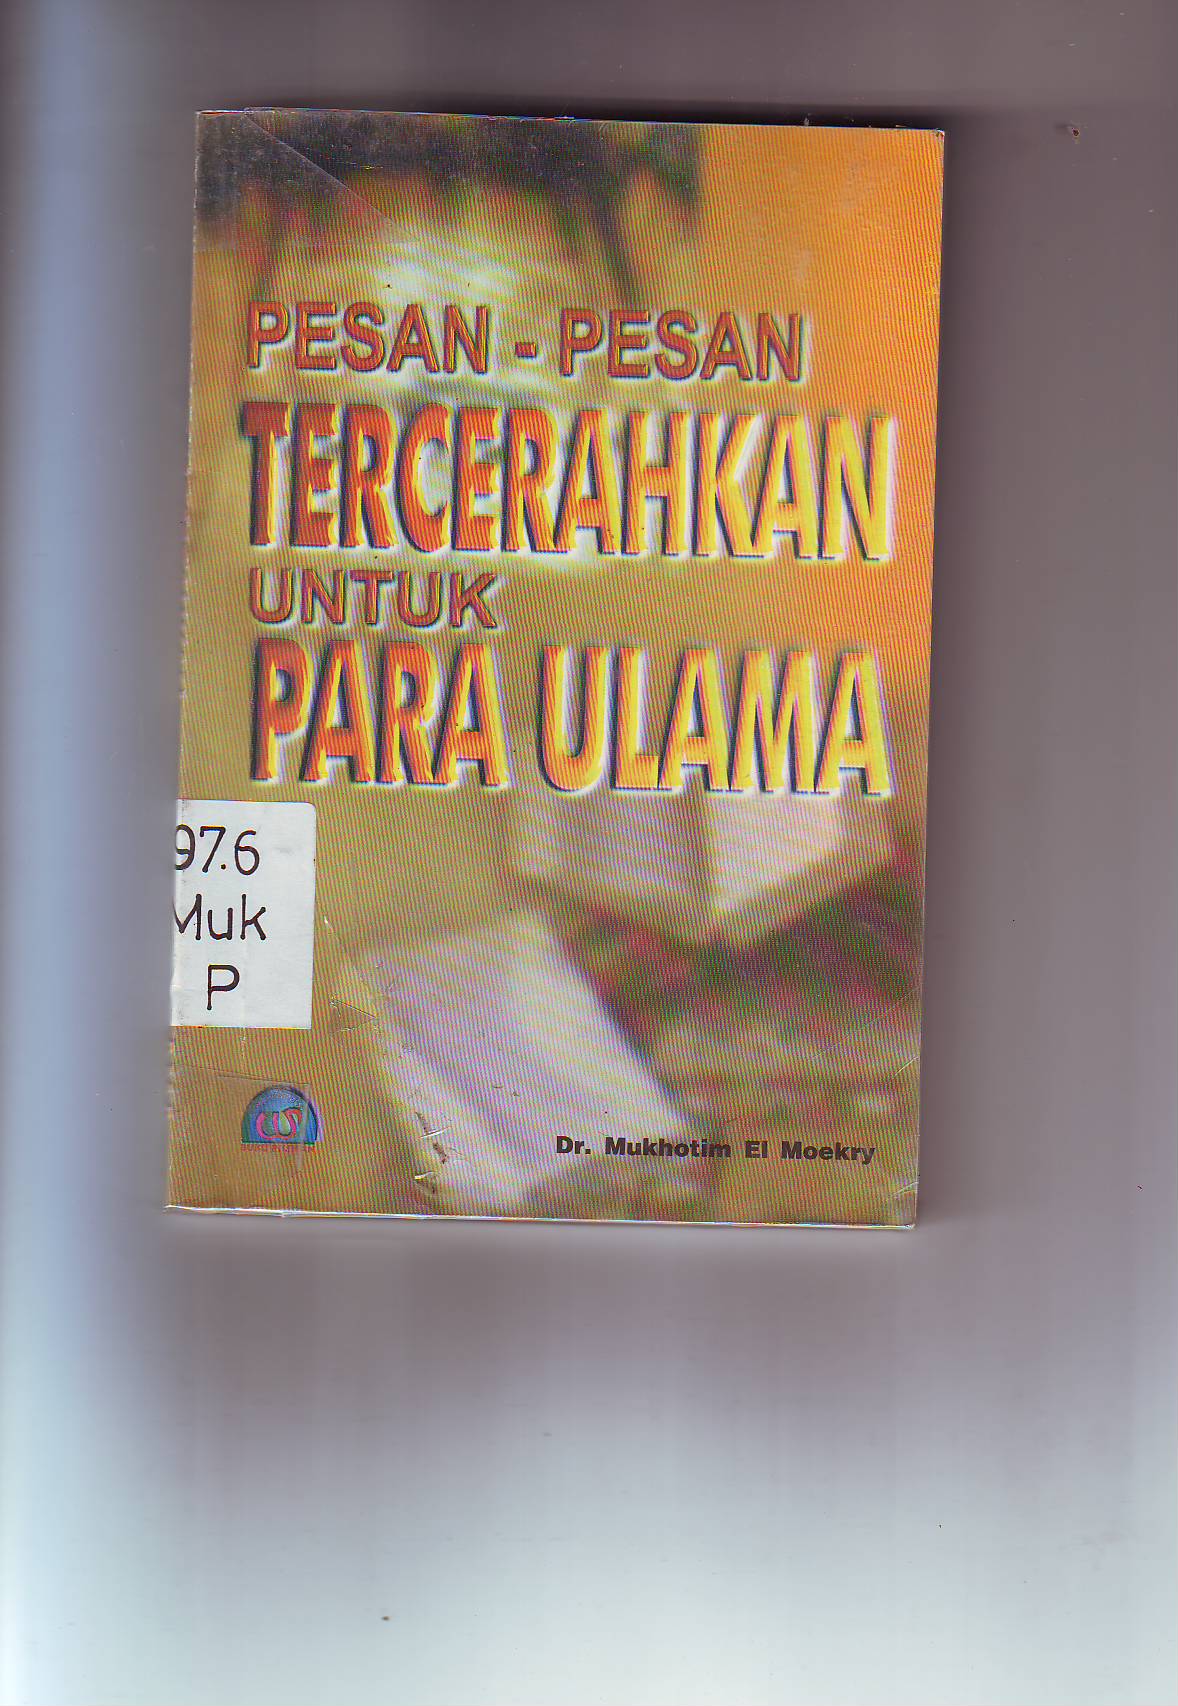 PESAN - PESAN
TERCERAHKAN
UNTUK
PARA ULAMA
97.6
Muk
P
Dr. Mukhotim El Moekry